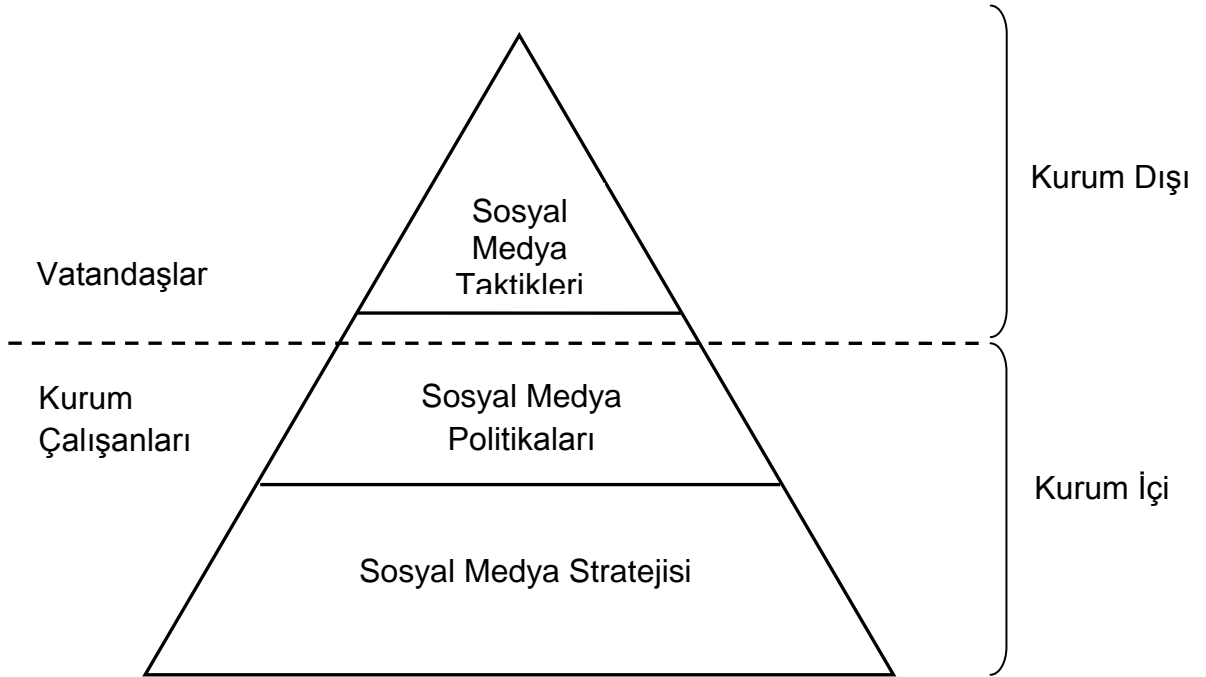 Kurum Dışı
Sosyal
Medya
Taktikleri
Vatandaşlar
Kurum
Çalışanları
Sosyal Medya
Politikaları
Kurum İçi
Sosyal Medya Stratejisi